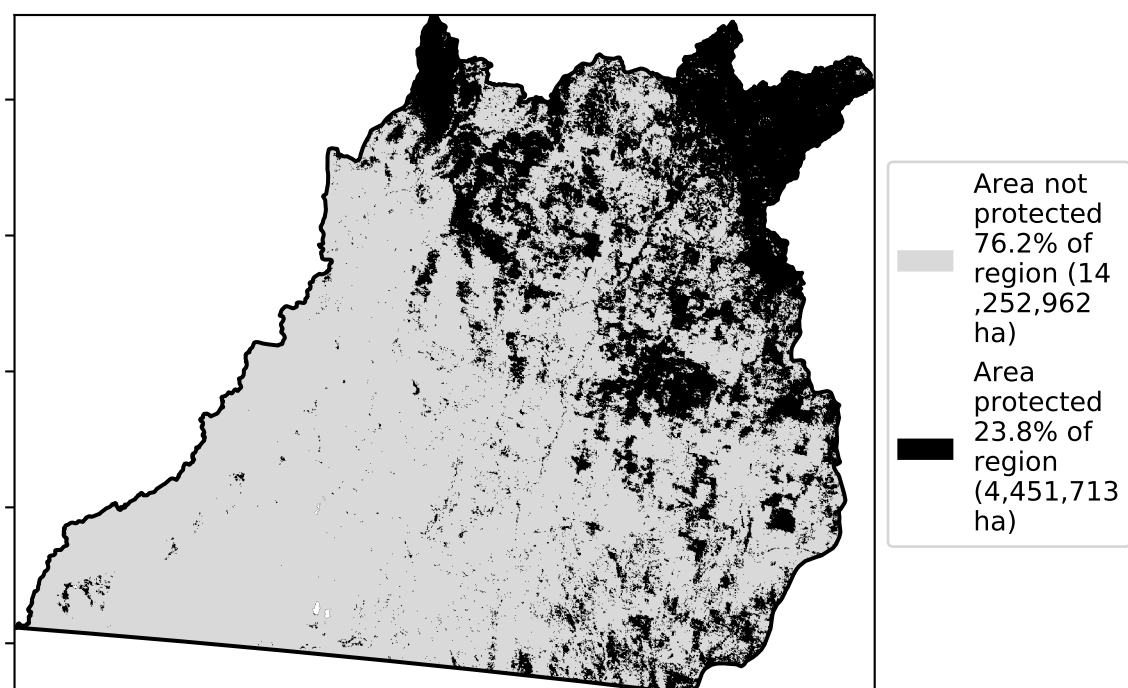 Area not
protected
76.2% of
region (14
,252,962
ha)
Area
protected
23.8% of
region
(4,451,713
ha)